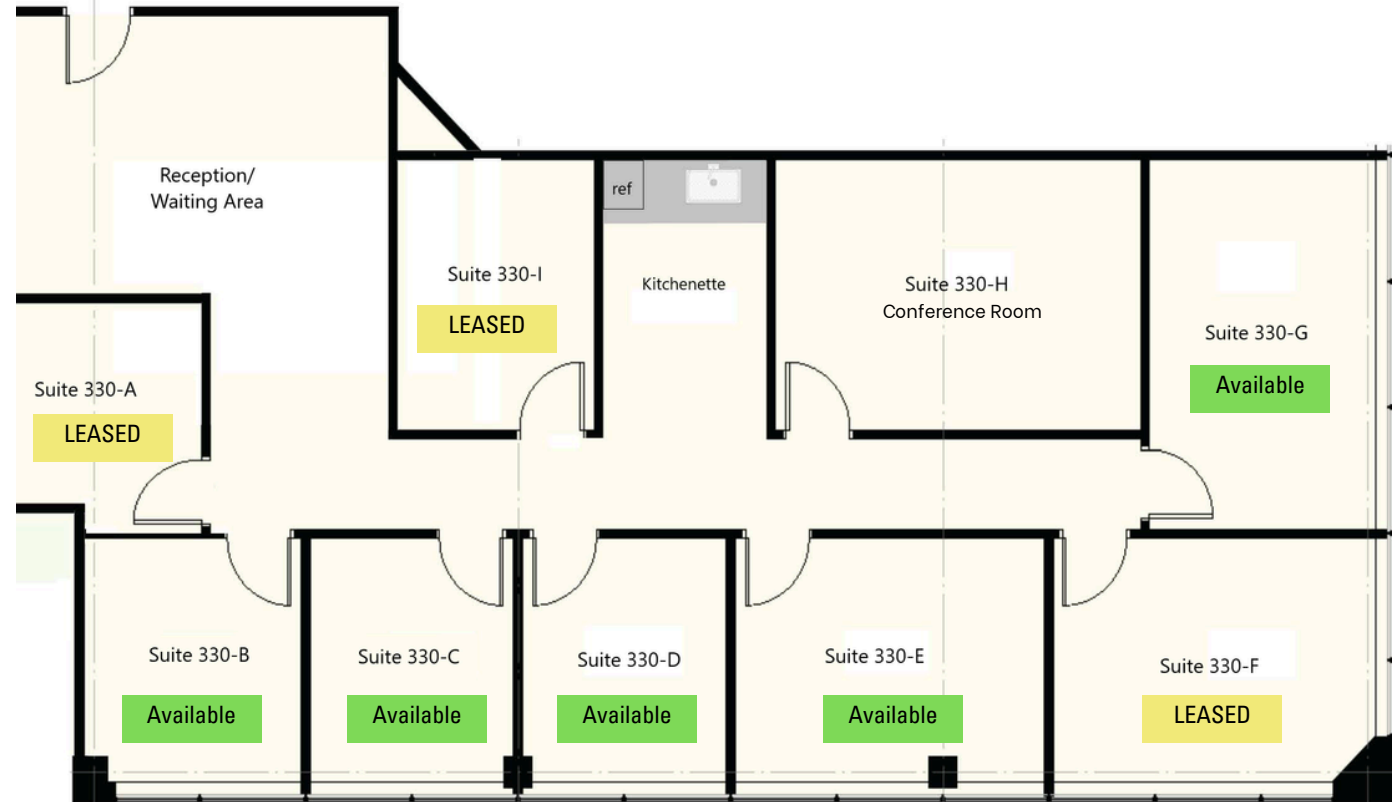 Reception/
Waiting Area
ref
Suite 330-I
LEASED
Kitchenette
Suite 330-H
Conference Room
Suite 330-G
Available
Suite 330-A
LEASED
Suite 330-B
Available
Suite 330-C
Available
Suite 330-D
Available
Suite 330-E
Available
Suite 330-F
LEASED